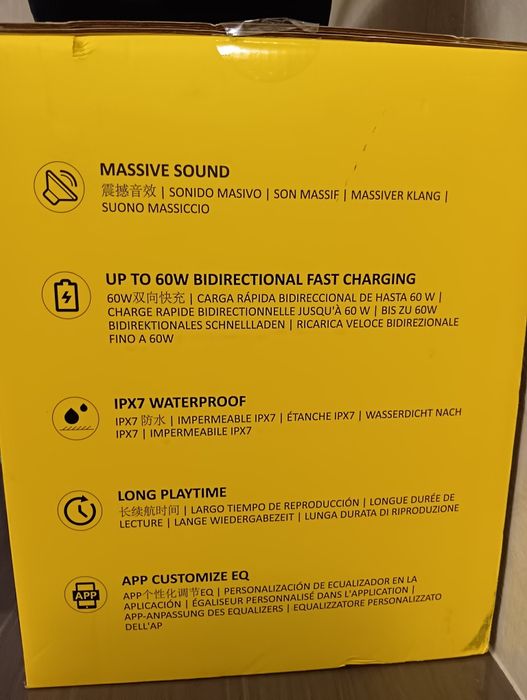 MASSIVE SOUND
震撼音效 | SONIDO MASIVO | SON MASSIF | MASSIVER KLANG |
SUONO MASSICCIO
UP TO 60W BIDIRECTIONAL FAST CHARGING
60W双向快充 | CARGA RÁPIDA BIDIRECCIONAL DE HASTA 60 W |
CHARGE RAPIDE BIDIRECTIONNELLE JUSQU'À 60 W | BIS ZU 60W
BIDIREKTIONALES SCHNELLLADEN | RICARICA VELOCE BIDIREZIONALE
FINO A 60W
IPX7 WATERPROOF
IPX7 防水 | IMPERMEABLE IPX7 | ÉTANCHE IPX7 | WASSERDICHT NACH
IPX7 | IMPERMEABILE IPX7
LONG PLAYTIME
长续航时间 | LARGO TIEMPO DE REPRODUCCIÓN | LONGUE DURÉE DE
LECTURE | LANGE WIEDERGABEZEIT | LUNGA DURATA DI RIPRODUZIONE
APP
APP CUSTOMIZE EQ
APP个性化调节EQ | PERSONALIZACIÓN DE ECUALIZADOR EN LA
APLICACIÓN | ÉGALISEUR PERSONNALISÉ DANS L'APPLICATION |
APP-ANPASSUNG DES EQUALIZERS | EQUALIZZATORE PERSONALIZZATO
DELL'AP